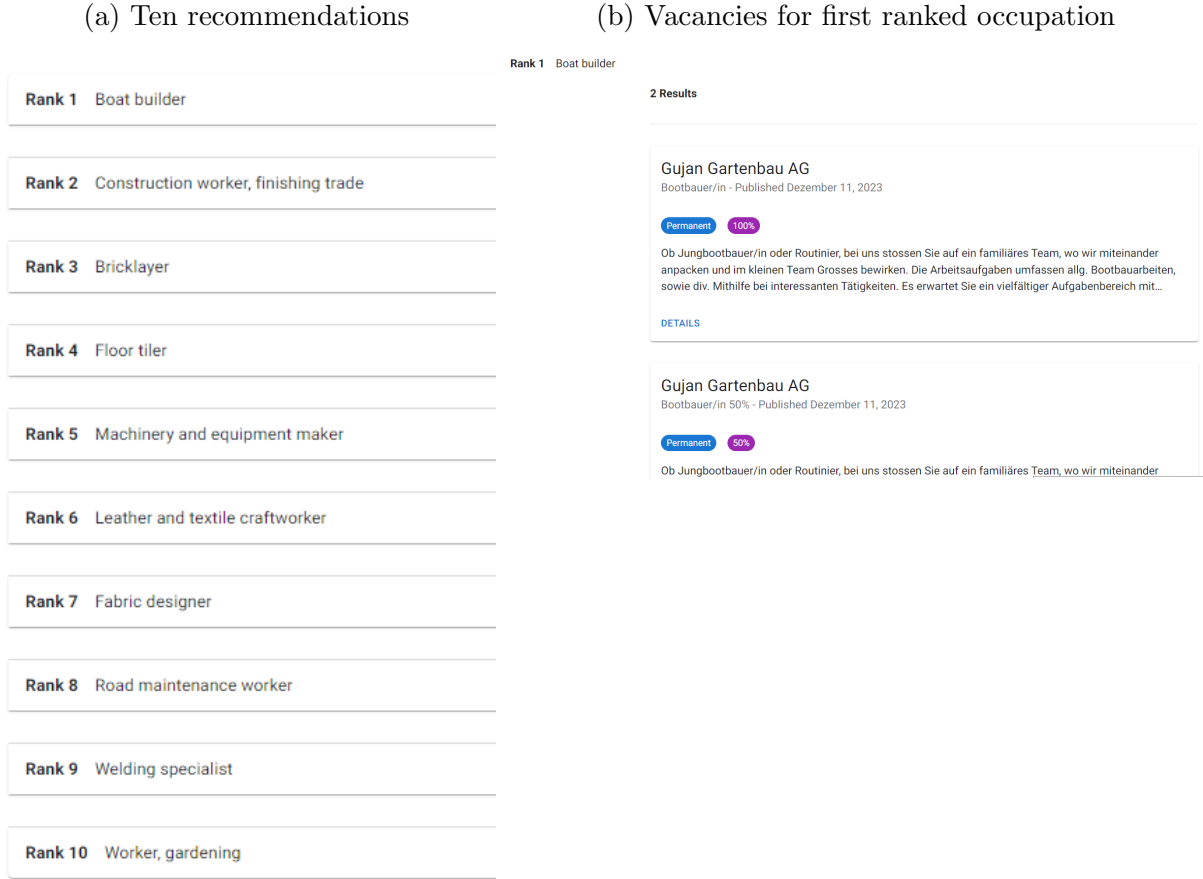 (a) Ten recommendations
Rank 1 Boat builder
Rank 2 Construction worker, finishing trade
Rank 3 Bricklayer
Rank 4 Floor tiler
Rank 5 Machinery and equipment maker
Rank 6 Leather and textile craftworker
Rank 7 Fabric designer
Rank 8 Road maintenance worker
Rank 9 Welding specialist
Rank 10 Worker, gardening
(b) Vacancies for first ranked occupation
Rank 1 Boat builder
2 Results
Gujan Gartenbau AG
Bootbauer/in - Published Dezember 11, 2023
Permanent 100%
Ob Jungbootbauer/in oder Routinier, bei uns stossen Sie auf ein familiäres Team, wo wir miteinander
anpacken und im kleinen Team Grosses bewirken. Die Arbeitsaufgaben umfassen allg. Bootbauarbeiten,
sowie div. Mithilfe bei interessanten Tätigkeiten. Es erwartet Sie ein vielfältiger Aufgabenbereich mit...
DETAILS
Gujan Gartenbau AG
Bootbauer/in 50% - Published Dezember 11, 2023
Permanent 50%
Ob Jungbootbauer/in oder Routinier, bei uns stossen Sie auf ein familiäres Team, wo wir miteinander